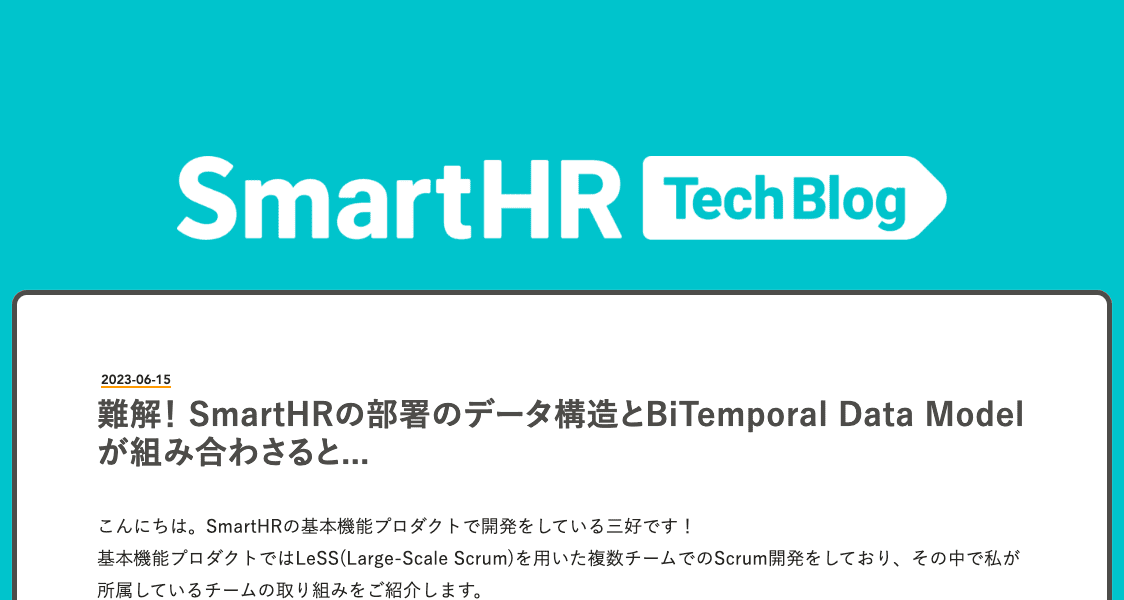 SmartHR Tech Blog
2023-06-15
難解！SmartHRの部署のデータ構造とBiTemporal Data Model
が組み合わさると...
こんにちは。SmartHRの基本機能プロダクトで開発をしている三好です！
基本機能プロダクトではLeSS(Large-Scale Scrum)を用いた複数チームでのScrum開発をしており、その中で私が
所属しているチームの取り組みをご紹介します。